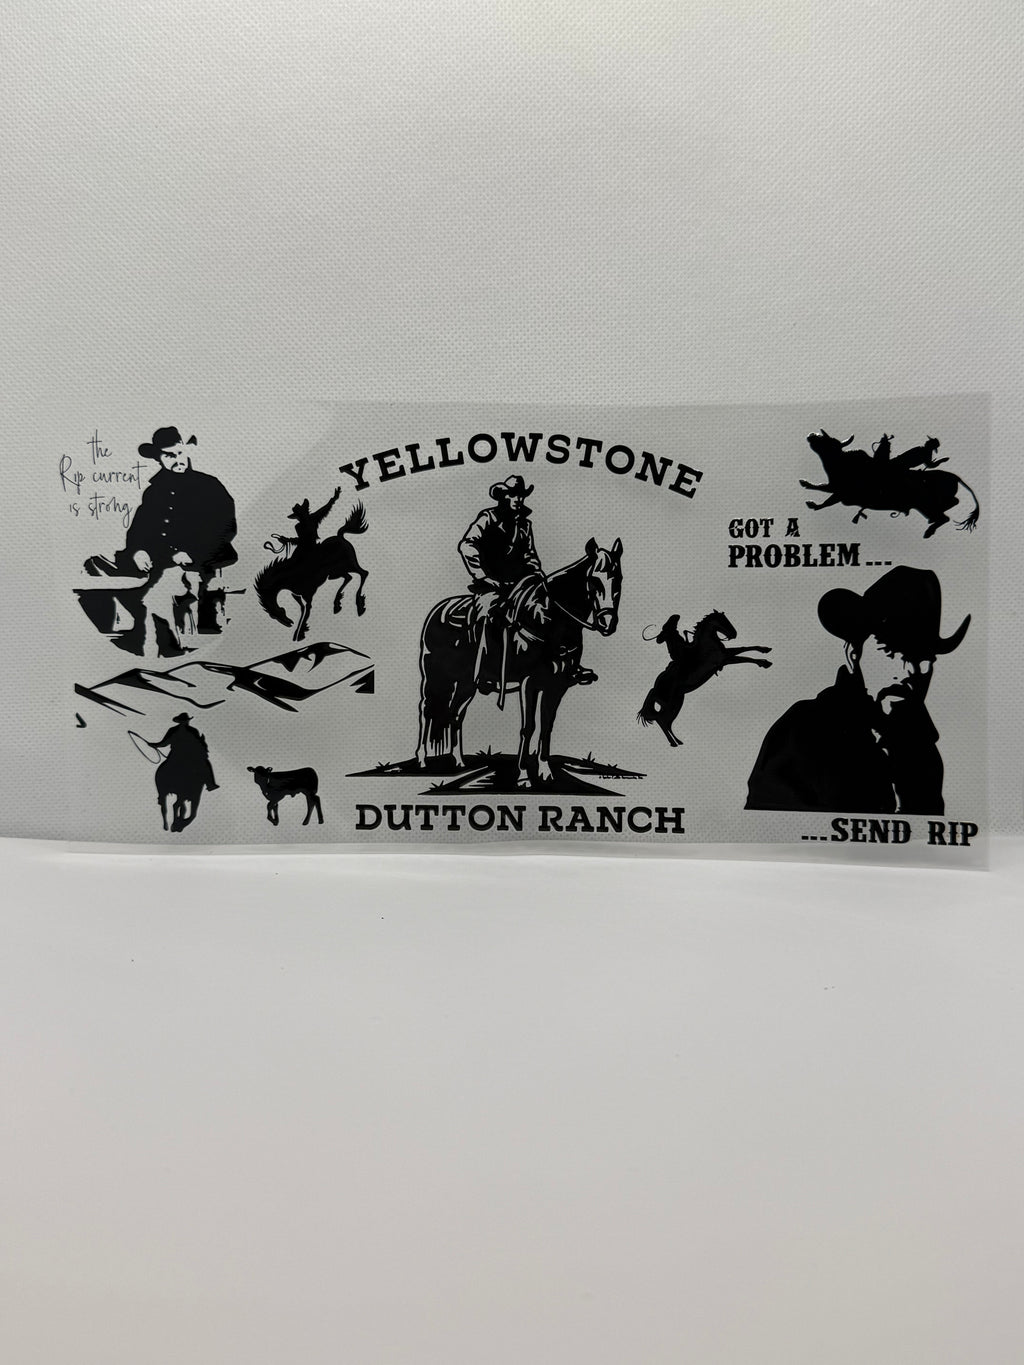 the
Rip current
is strong
YELLOWSTONE
DUTTON RANCH
GOT A
PROBLEM...
...SEND RIP